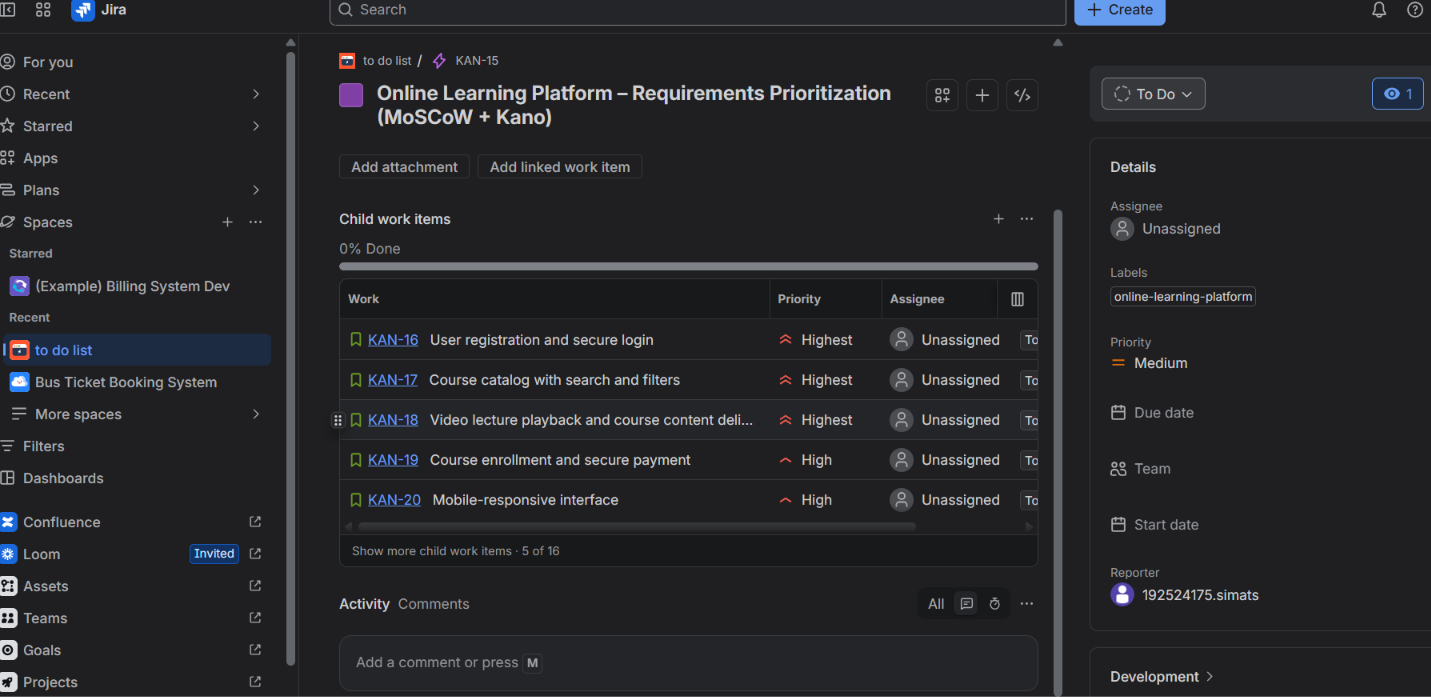 Jira
Search
+ Create
For you
Recent
Starred
Apps
Plans
Spaces
Starred
(Example) Billing System Dev
Recent
to do list
Bus Ticket Booking System
More spaces
Filters
Dashboards
Confluence
Loom Invited
Assets
Teams
Goals
Projects
to do list / KAN-15
Online Learning Platform – Requirements Prioritization
(MoSCoW + Kano)
Add attachment Add linked work item
Child work items
0% Done
Work Priority Assignee
KAN-16 User registration and secure login Highest Unassigned To
KAN-17 Course catalog with search and filters Highest Unassigned To
KAN-18 Video lecture playback and course content deli... Highest Unassigned To
KAN-19 Course enrollment and secure payment High Unassigned To
KAN-20 Mobile-responsive interface High Unassigned To
Show more child work items · 5 of 16
Activity Comments All
Add a comment or press M
To Do 1
Details
Assignee
Unassigned
Labels
online-learning-platform
Priority
Medium
Due date
Team
Start date
Reporter
192524175.simats
Development